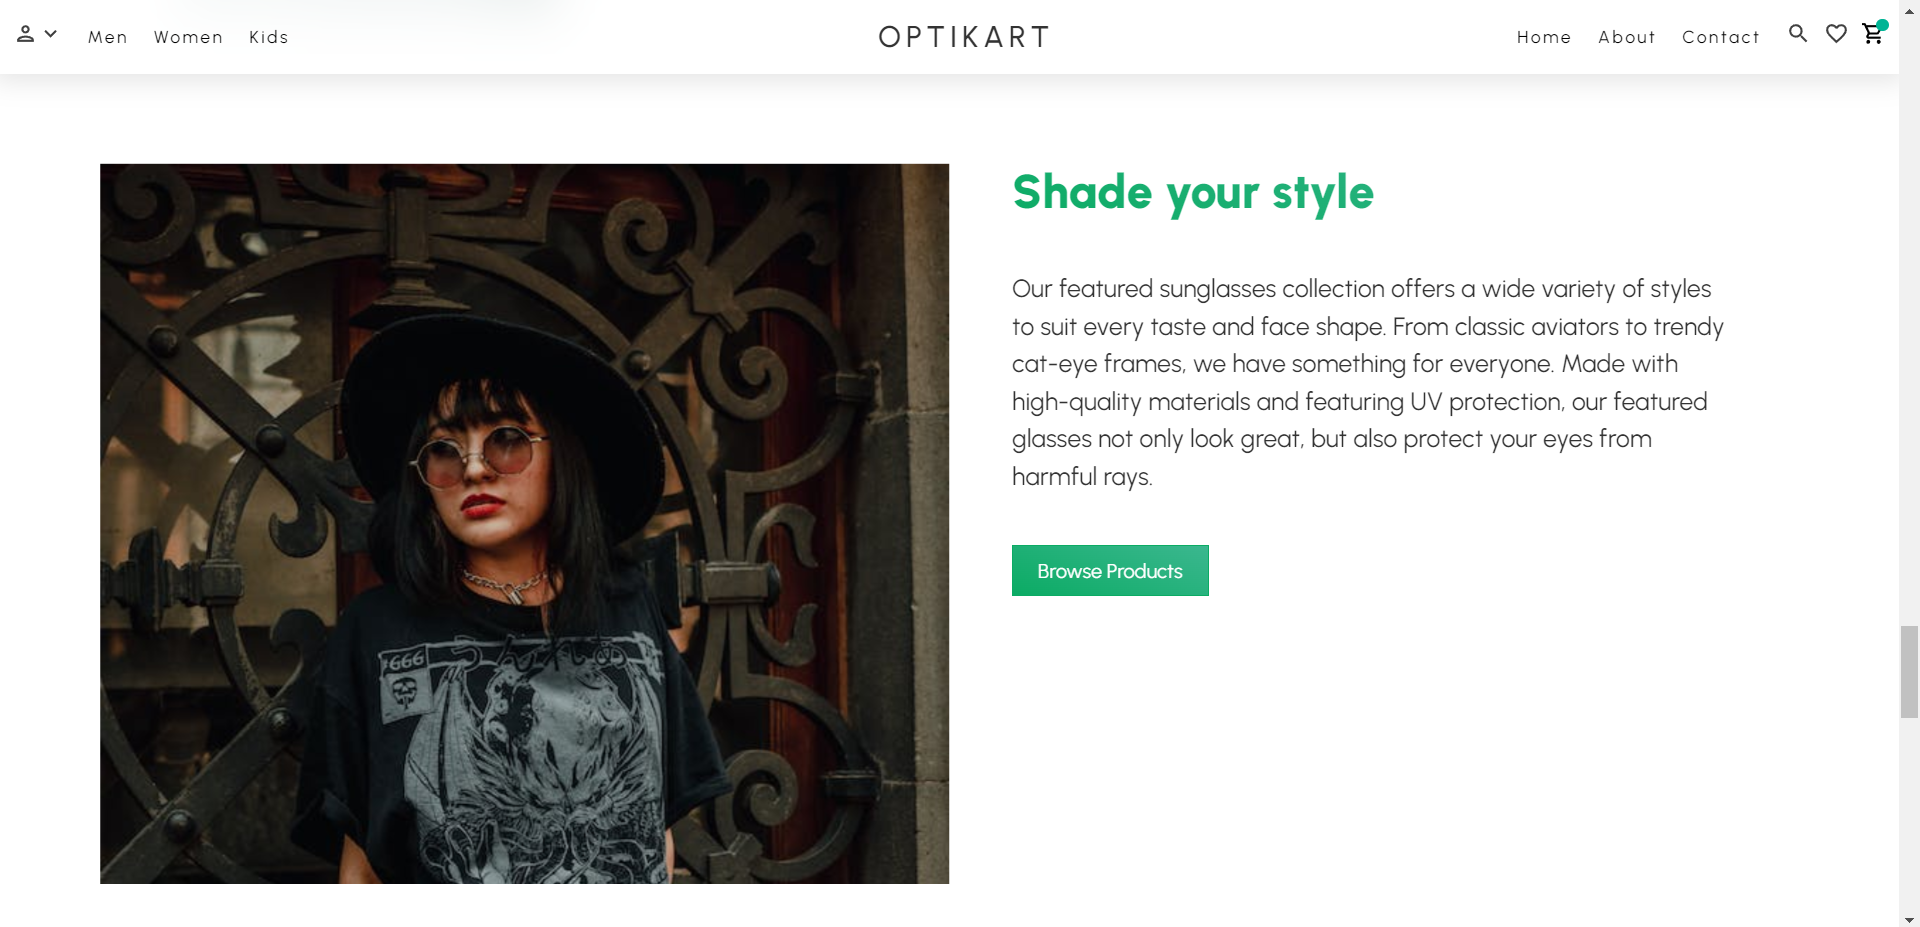 Men Women Kids OPTIKART Home About Contact
Shade your style
Our featured sunglasses collection offers a wide variety of styles
to suit every taste and face shape. From classic aviators to trendy
cat-eye frames, we have something for everyone. Made with
high-quality materials and featuring UV protection, our featured
glasses not only look great, but also protect your eyes from
harmful rays.
Browse Products
#666